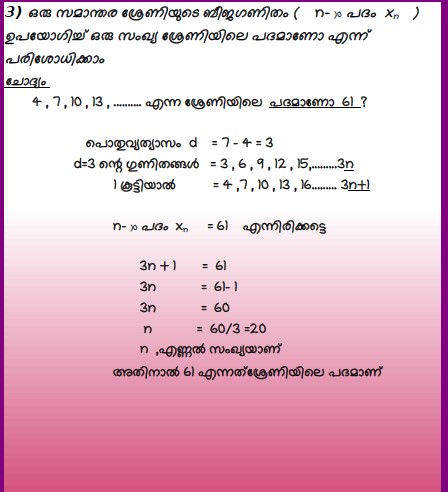 3) ഒരു സമാന്തര ശ്രേണിയുടെ ബീജഗണിതം ( n-ാം പദം xₙ )
ഉപയോഗിച്ച് ഒരു സംഖ്യ ശ്രേണിയിലെ പദമാണോ എന്ന്
പരിശോധിക്കാം
ചോദ്യം
4 , 7 , 10 , 13 , .......... എന്ന ശ്രേണിയിലെ പദമാണോ 61 ?
പൊതുവ്യത്യാസം d = 7 - 4 = 3
d=3 ന്റെ ഗുണിതങ്ങൾ = 3 , 6 , 9 , 12 , 15,.........3n
1 കൂട്ടിയാൽ = 4 ,7 , 10 , 13 , 16......... 3n+1
n-ാം പദം xₙ = 61 എന്നിരിക്കട്ടെ
3n + 1 = 61
3n = 61- 1
3n = 60
n = 60/3 =20
n ,എണ്ണൽ സംഖ്യയാണ്
അതിനാൽ 61 എന്നത്ശ്രേണിയിലെ പദമാണ്